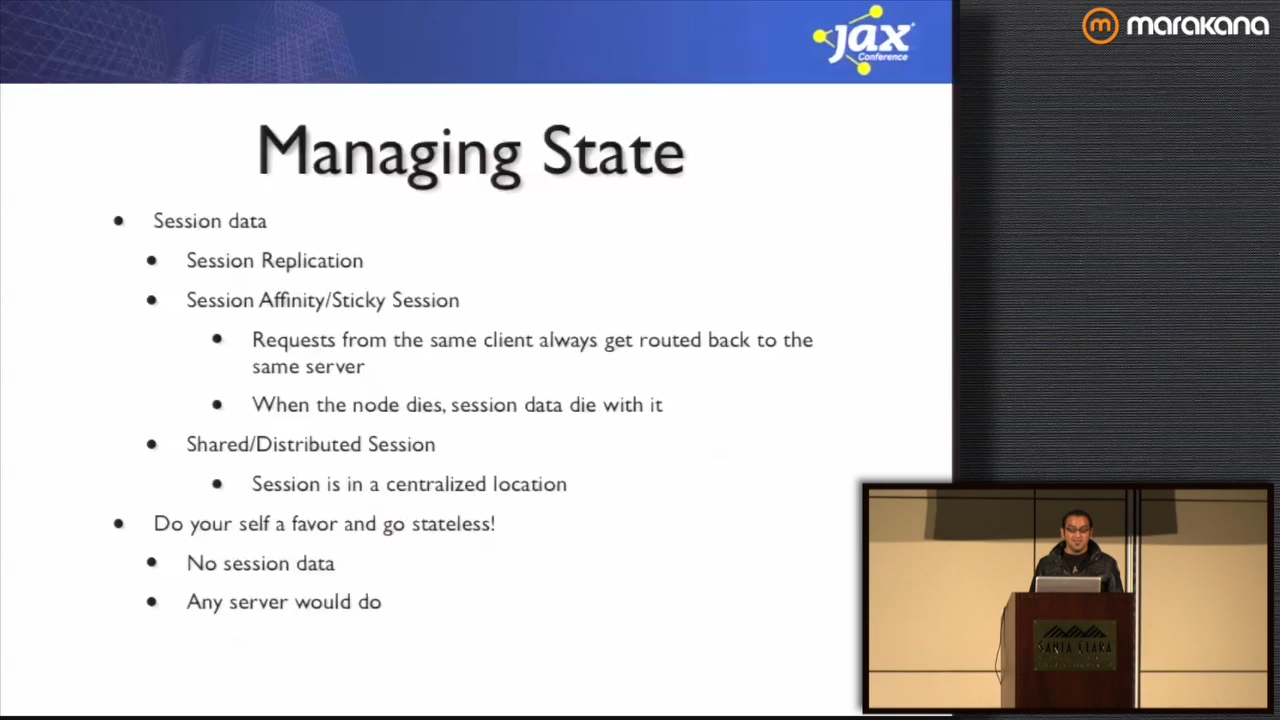 jax
Conference
marakana
Managing State
Session data
Session Replication
Session Affinity/Sticky Session
Requests from the same client always get routed back to the
same server
When the node dies, session data die with it
Shared/Distributed Session
Session is in a centralized location
Do your self a favor and go stateless!
No session data
Any server would do
SANTA CLARA